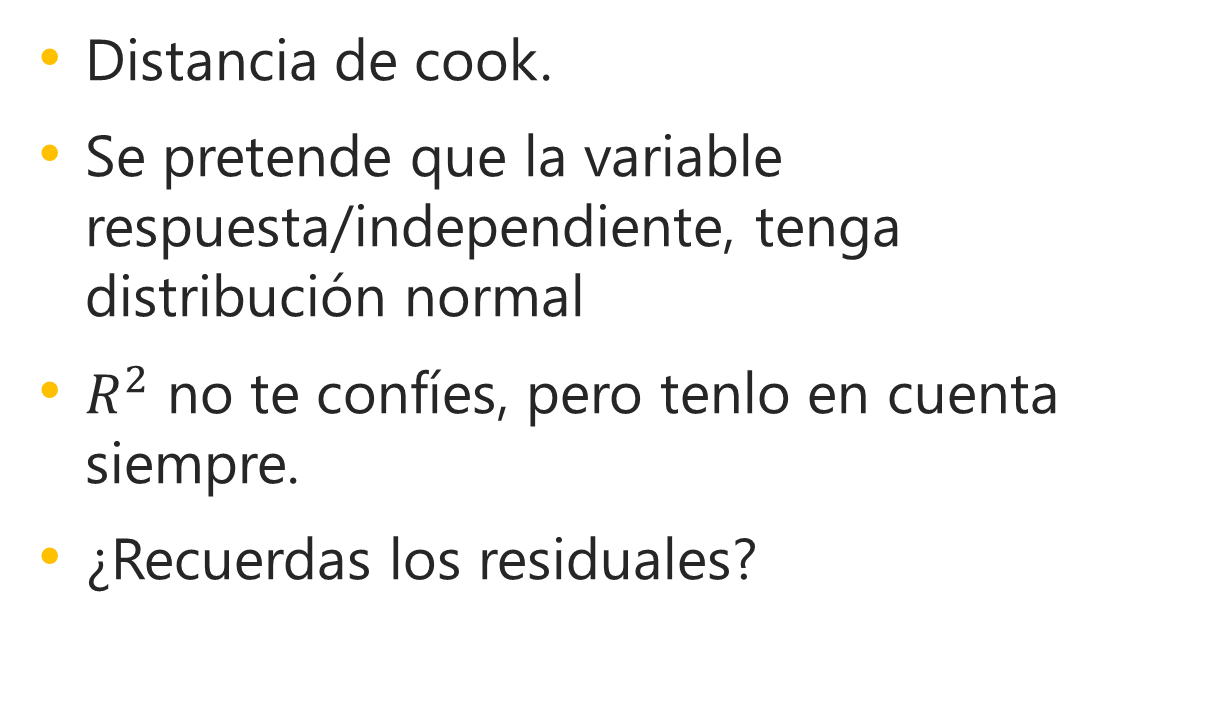 • Distancia de cook.
• Se pretende que la variable
respuesta/independiente, tenga
distribución normal
• R² no te confíes, pero tenlo en cuenta
siempre.
• ¿Recuerdas los residuales?